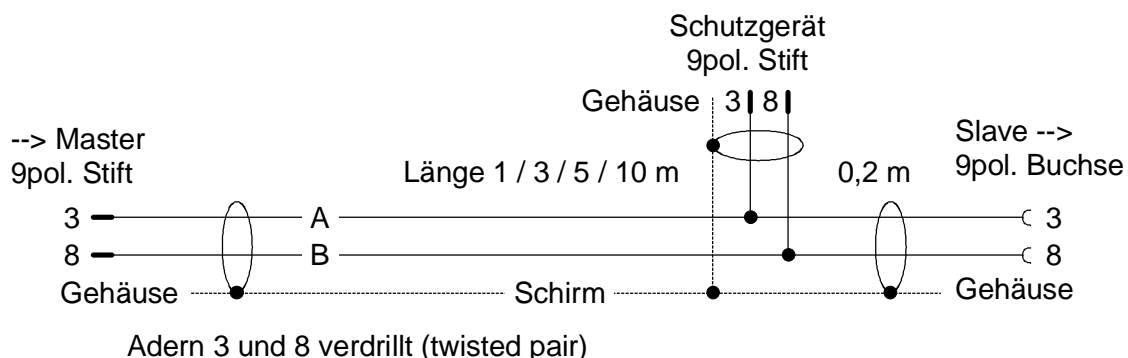 Schutzgerät
9pol. Stift
Gehäuse 3 8
--> Master
9pol. Stift
Länge 1 / 3 / 5 / 10 m
0,2 m
Slave -->
9pol. Buchse
3 A 3
8 B 8
Gehäuse Schirm Gehäuse
Adern 3 und 8 verdrillt (twisted pair)